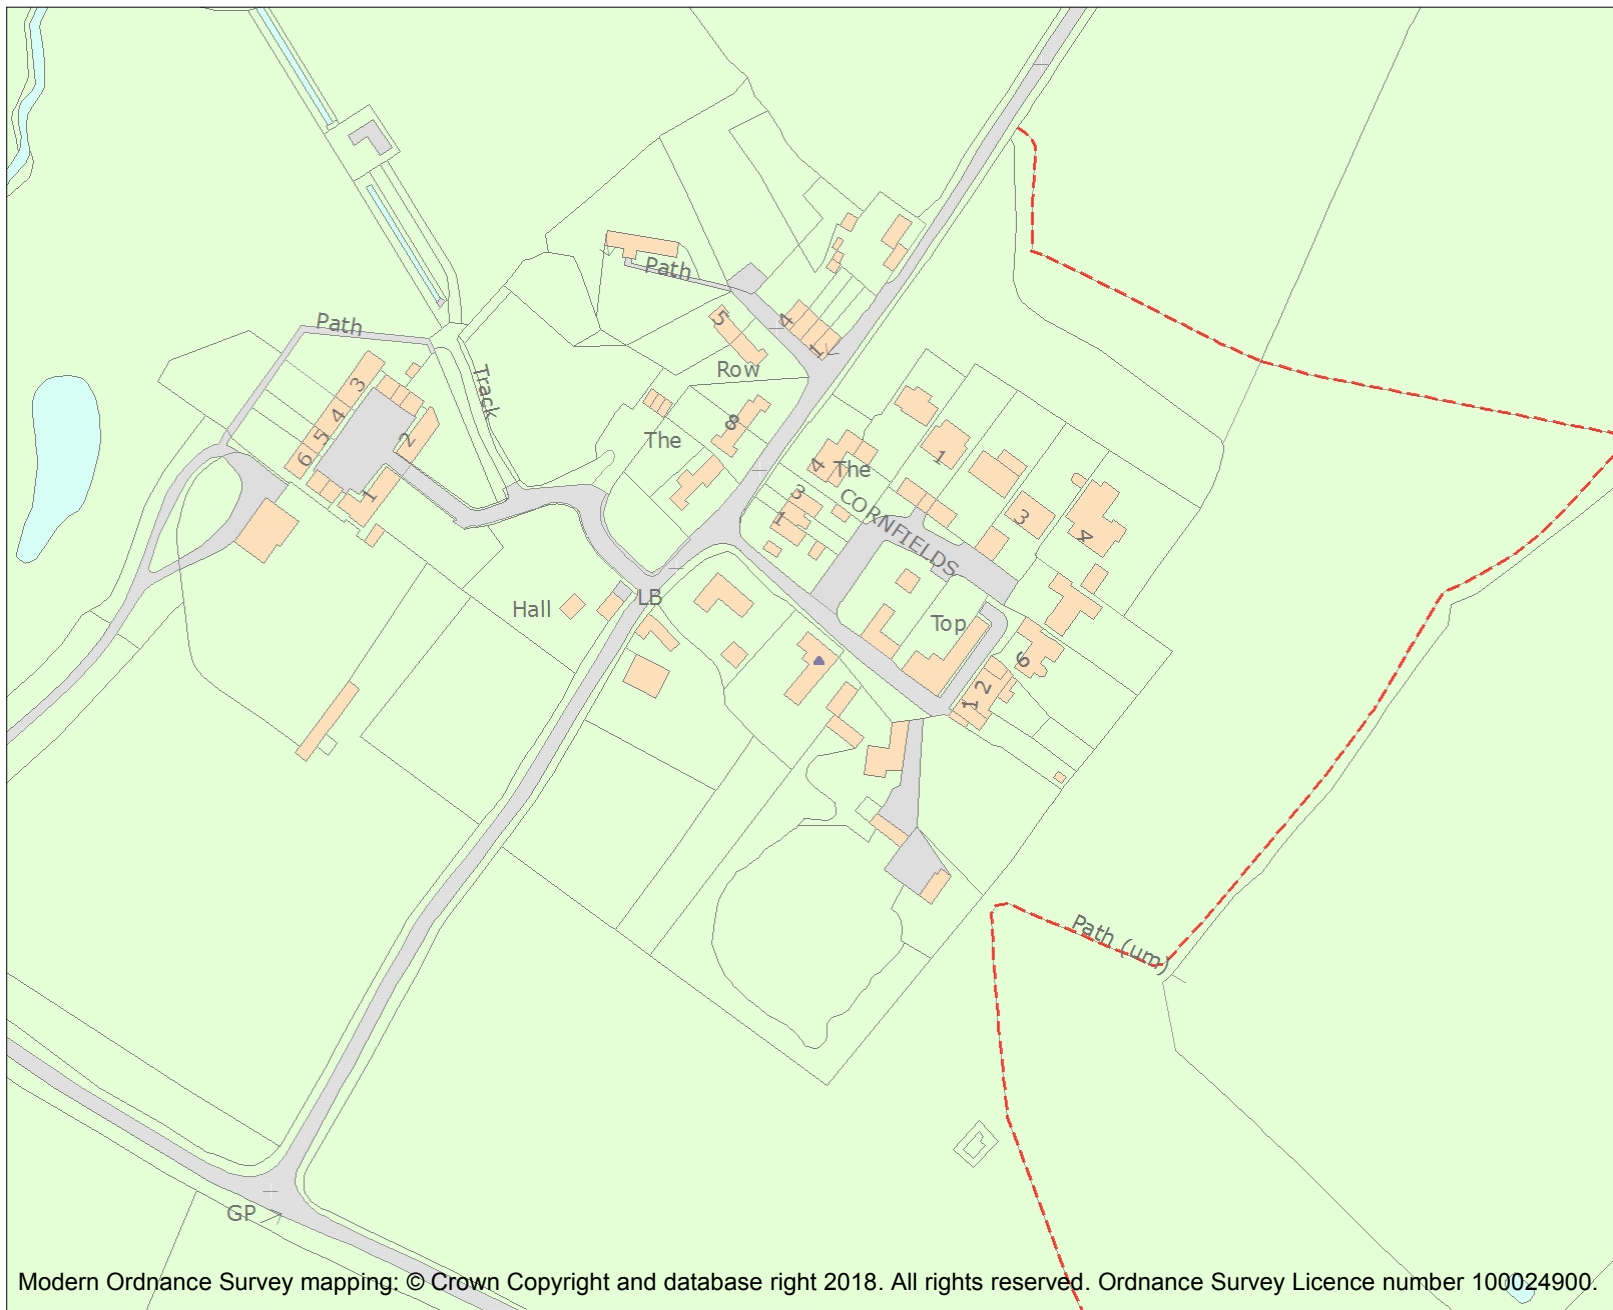 Path
5
4
1
Path
Row
Track
3
4
5
6
2
1
8
The
The
4
1
3
1
CORNFIELDS
3
4
Hall
LB
Top
6
2
1
Path (um)
GP
Modern Ordnance Survey mapping: © Crown Copyright and database right 2018. All rights reserved. Ordnance Survey Licence number 100024900.